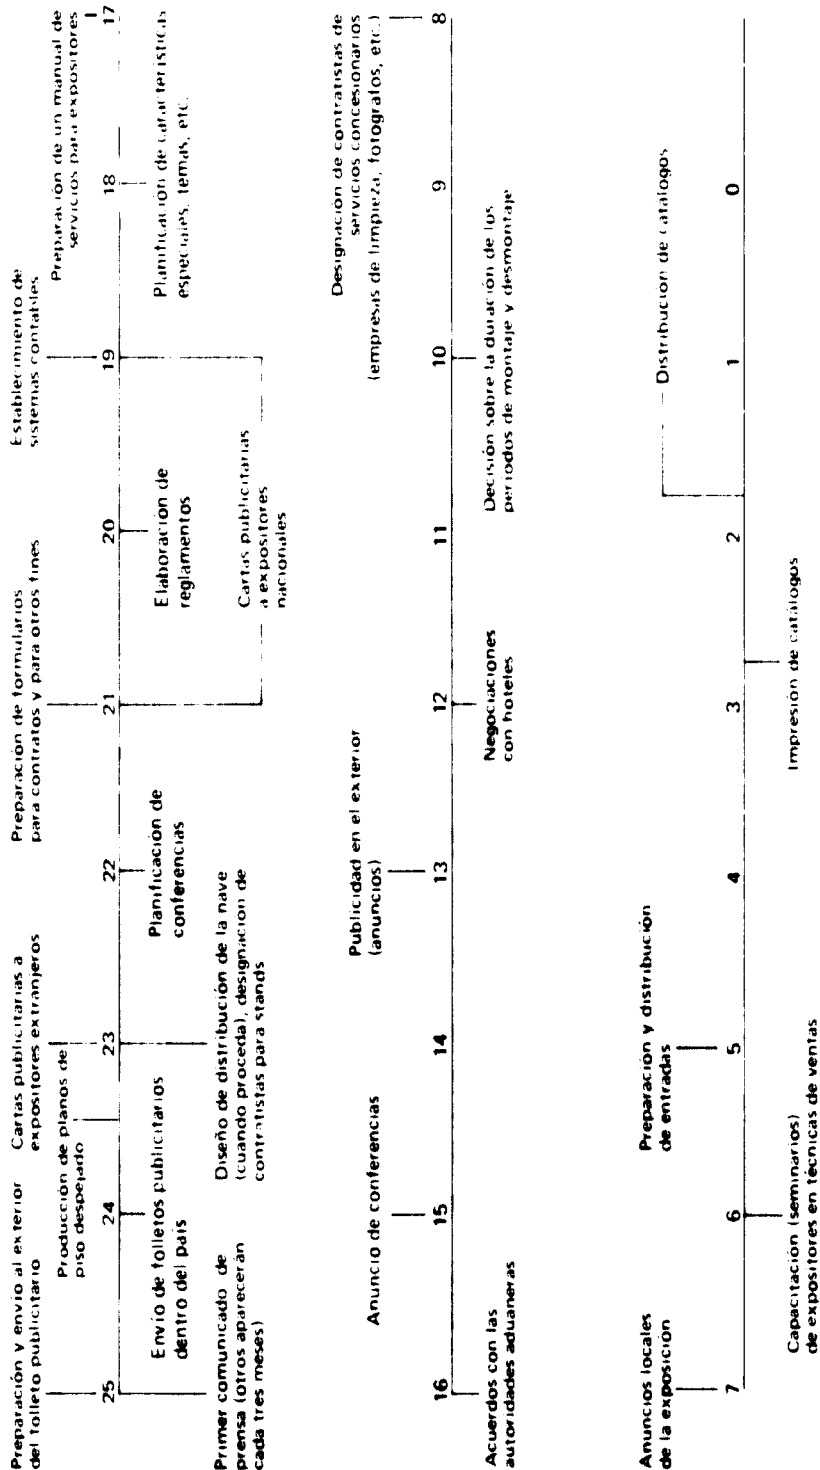 Preparación y envío al exterior
del folleto publicitario
Cartas publicitarias a
expositores extranjeros
Preparación de formularios
para contratos y para otros fines
Establecimiento de
sistemas contables
Preparación de un manual de
servicios para expositores
Producción de planos de
piso despejado
25 24 23 22 21 20 19 18 17
Envío de folletos publicitarios
dentro del país
Planificación de
conferencias
Elaboración de
reglamentos
Planificación de características
especiales, temas, etc.
Primer comunicado de
prensa (otros aparecerán
cada tres meses)
Diseño de distribución de la nave
(cuando proceda), designación de
contratistas para stands
Cartas publicitarias
a expositores
nacionales
Anuncio de conferencias
Publicidad en el exterior
(anuncios)
Designación de contratistas de
servicios concesionarios
(empresas de limpieza, fotógrafos, etc.)
16 15 14 13 12 11 10 9 8
Acuerdos con las
autoridades aduaneras
Negociaciones
con hoteles
Decisión sobre la duración de los
períodos de montaje y desmontaje
Anuncios locales
de la exposición
Preparación y distribución
de entradas
Distribución de catálogos
7 6 5 4 3 2 1 0
Capacitación (seminarios)
de expositores en técnicas de ventas
Impresión de catálogos